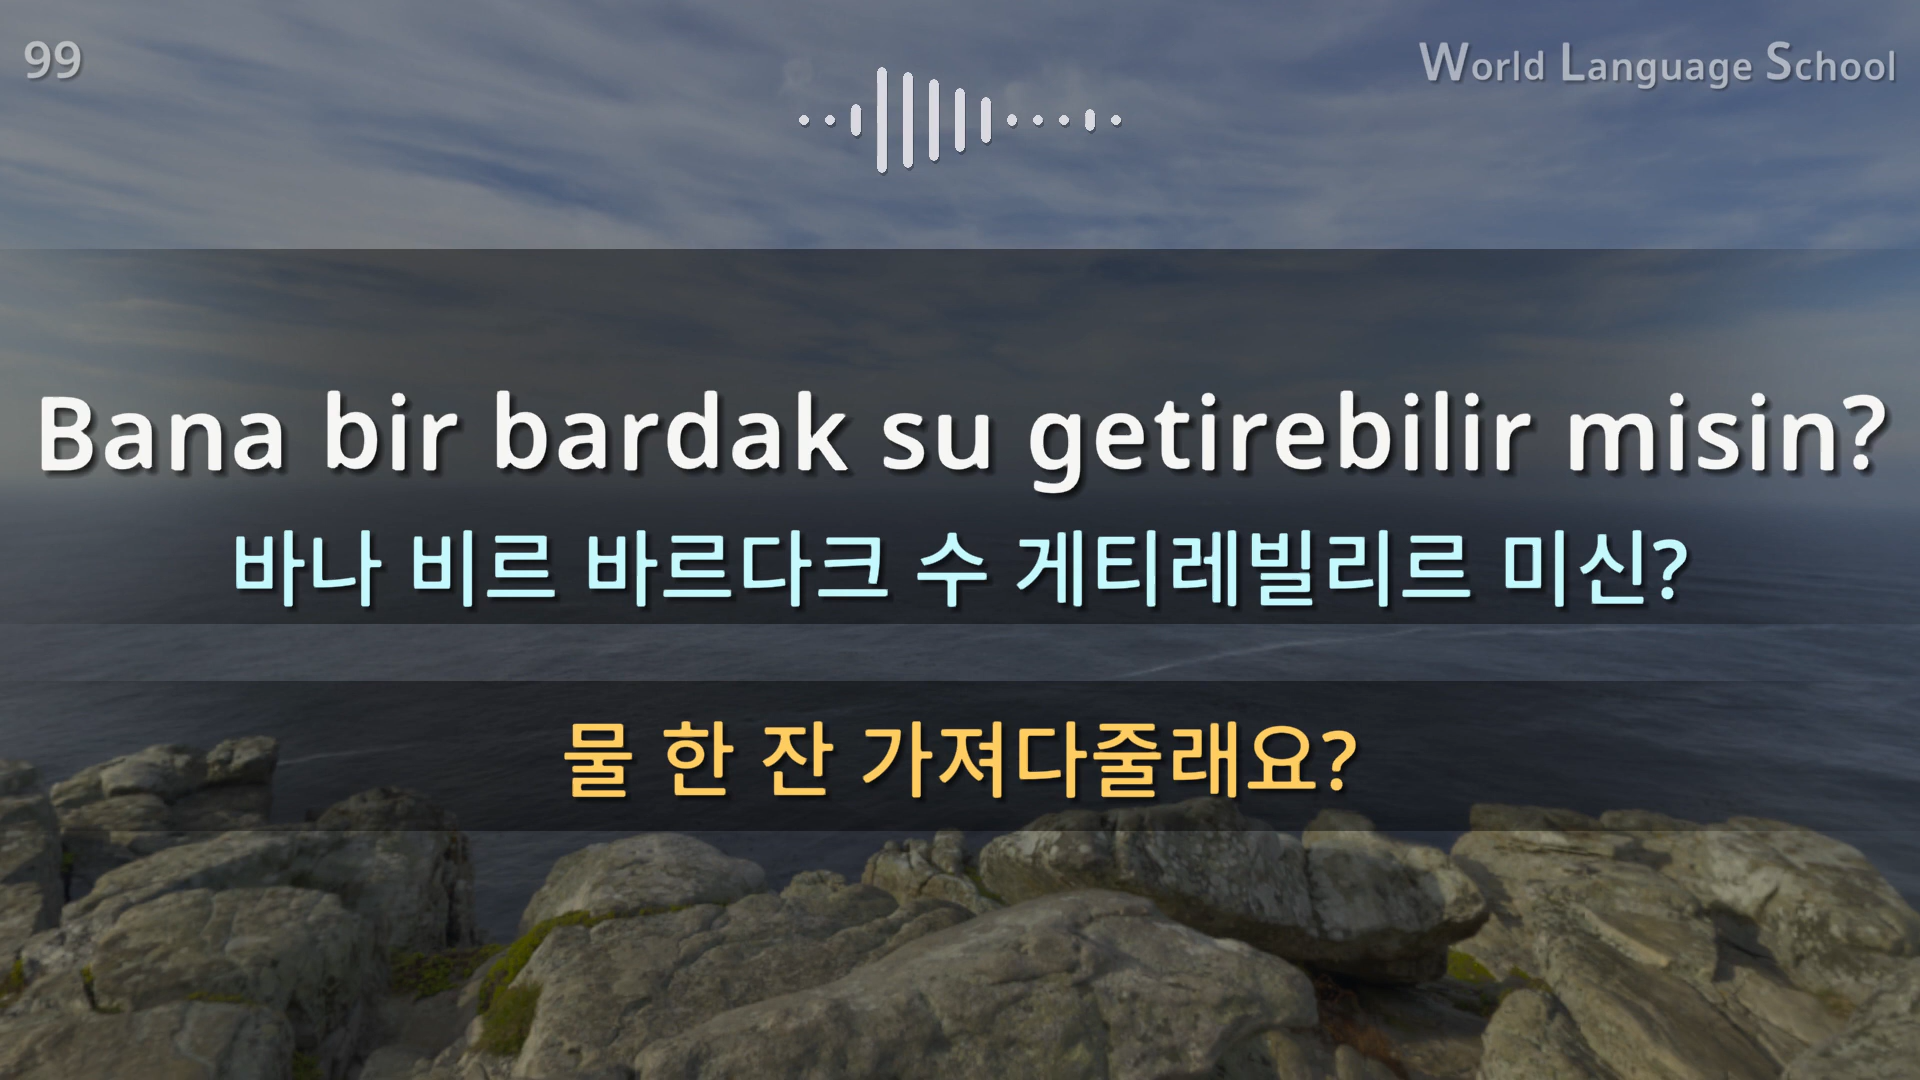 99
World Language School
Bana bir bardak su getirebilir misin?
바나 비르 바르다크 수 게티레빌리르 미신?
물 한 잔 가져다줄래요?